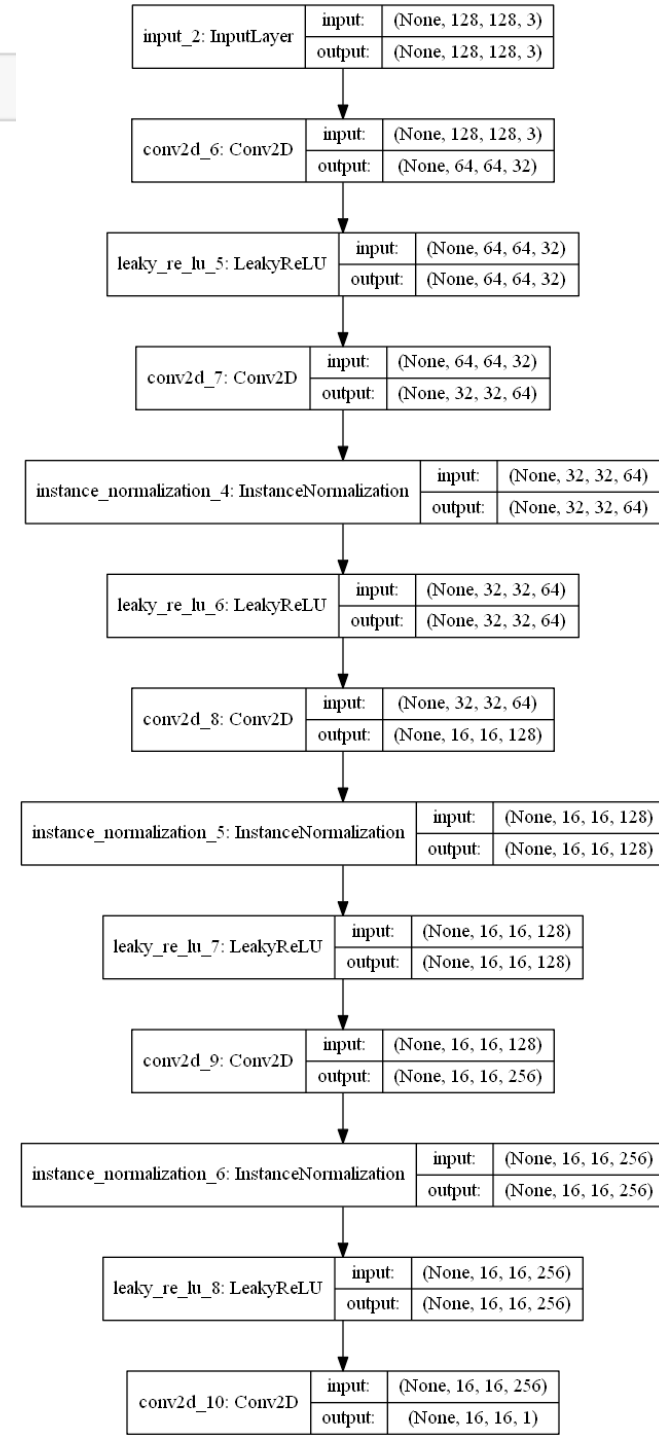 input_2: InputLayer
input: (None, 128, 128, 3)
output: (None, 128, 128, 3)
conv2d_6: Conv2D
input: (None, 128, 128, 3)
output: (None, 64, 64, 32)
leaky_re_lu_5: LeakyReLU
input: (None, 64, 64, 32)
output: (None, 64, 64, 32)
conv2d_7: Conv2D
input: (None, 64, 64, 32)
output: (None, 32, 32, 64)
instance_normalization_4: InstanceNormalization
input: (None, 32, 32, 64)
output: (None, 32, 32, 64)
leaky_re_lu_6: LeakyReLU
input: (None, 32, 32, 64)
output: (None, 32, 32, 64)
conv2d_8: Conv2D
input: (None, 32, 32, 64)
output: (None, 16, 16, 128)
instance_normalization_5: InstanceNormalization
input: (None, 16, 16, 128)
output: (None, 16, 16, 128)
leaky_re_lu_7: LeakyReLU
input: (None, 16, 16, 128)
output: (None, 16, 16, 128)
conv2d_9: Conv2D
input: (None, 16, 16, 128)
output: (None, 16, 16, 256)
instance_normalization_6: InstanceNormalization
input: (None, 16, 16, 256)
output: (None, 16, 16, 256)
leaky_re_lu_8: LeakyReLU
input: (None, 16, 16, 256)
output: (None, 16, 16, 256)
conv2d_10: Conv2D
input: (None, 16, 16, 256)
output: (None, 16, 16, 1)